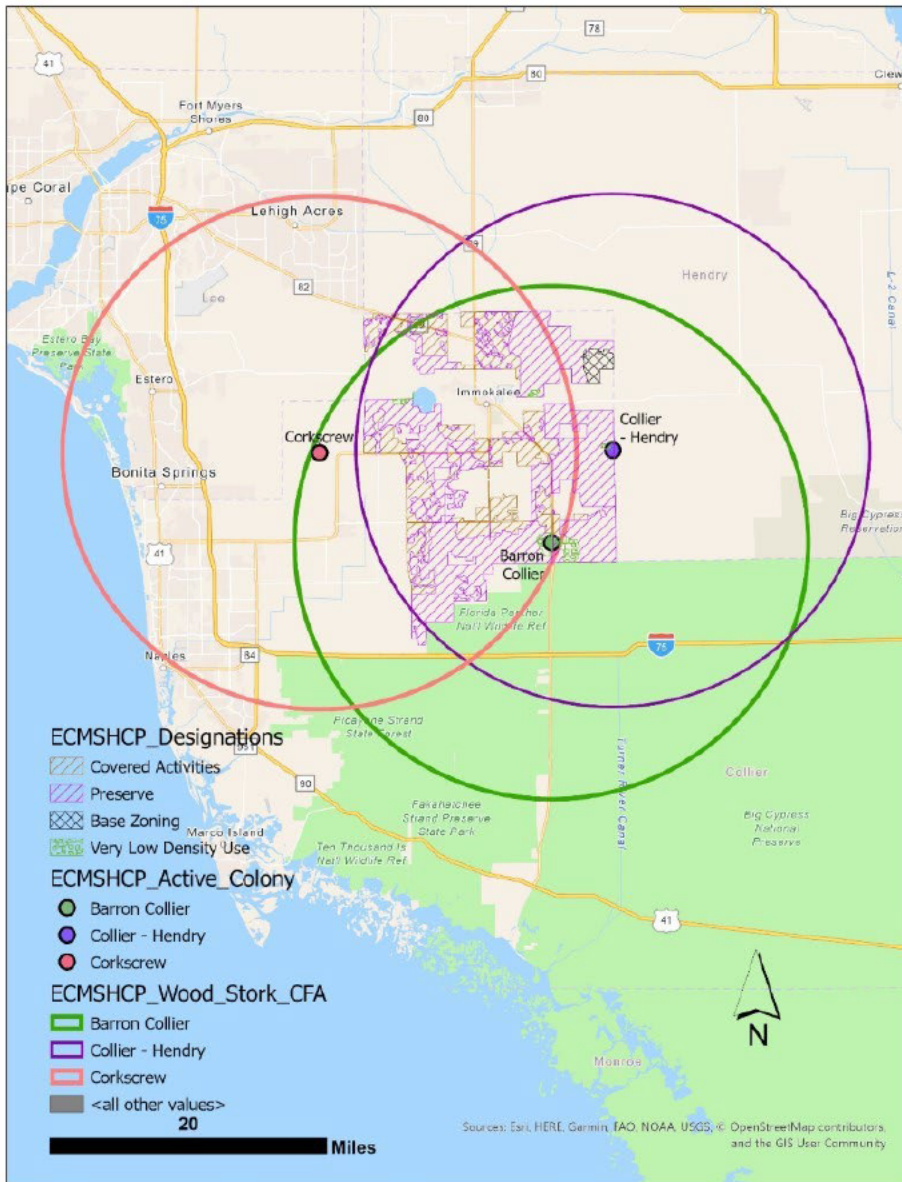 78
41
80
Clew
Fort Myers
Shores
80
Cape Coral
75
Lehigh Acres
29
Hendry
L-2 Canal
Lee
82
Estero Bay
Preserve State
Park
Estero
Immokalee
Corkscrew
Collier
- Hendry
Bonita Springs
Big Cypress
Reservation
41
Barron
Collier
Florida Panther
Nat'l Wildlife Ref
Naples
84
75
Picayune Strand
State Forest
951
90
Turner River Canal
Collier
Fakahatchee
Strand Preserve
State Park
Big Cypress
National
Preserve
Marco Island
Ten Thousand Is
Nat'l Wildlife Ref
41
ECMSHCP_Designations
Covered Activities
Preserve
Base Zoning
Very Low Density Use
ECMSHCP_Active_Colony
Barron Collier
Collier - Hendry
Corkscrew
ECMSHCP_Wood_Stork_CFA
Barron Collier
Collier - Hendry
Corkscrew
<all other values>
20
Miles
N
Monroe
Sources: Esri, HERE, Garmin, FAO, NOAA, USGS, © OpenStreetMap contributors,
and the GIS User Community